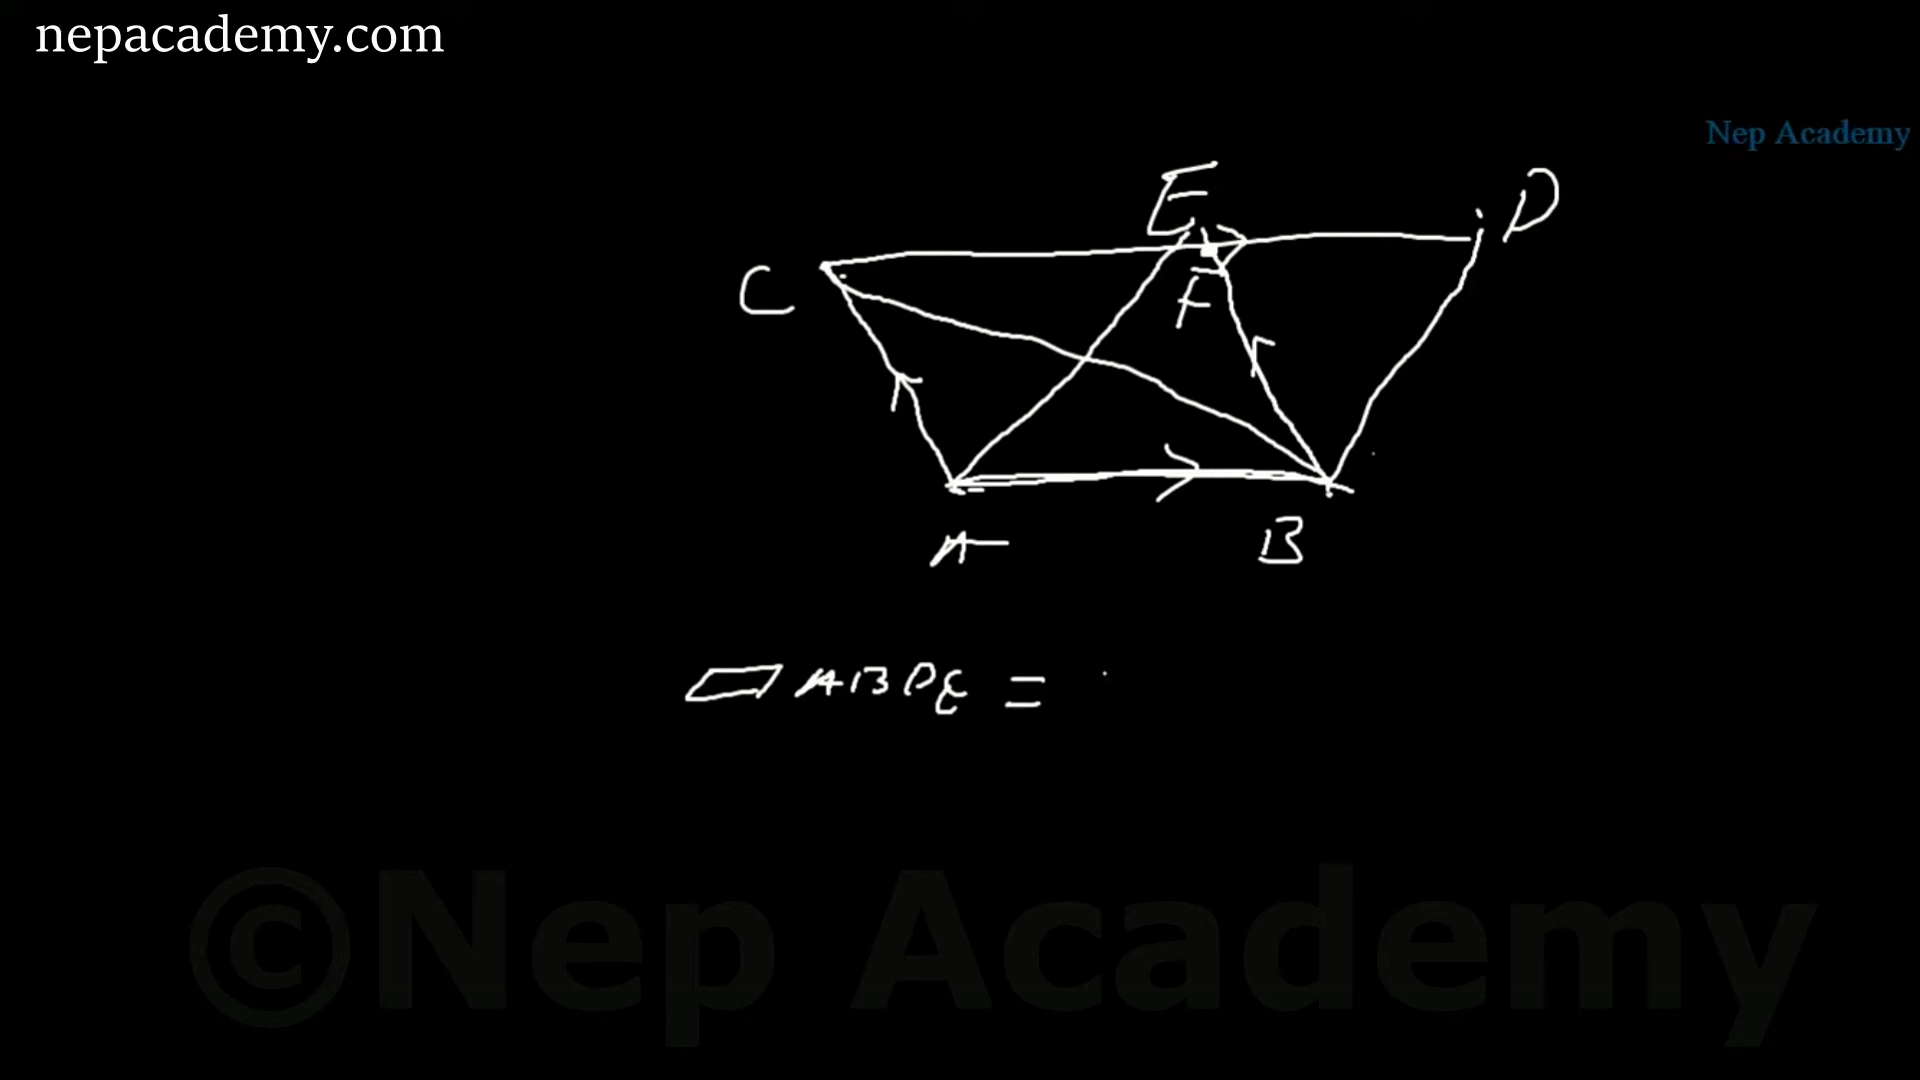 nepacademy.com
Nep Academy
E
D
C
F
A
B
▱ ABDE =
©Nep Academy